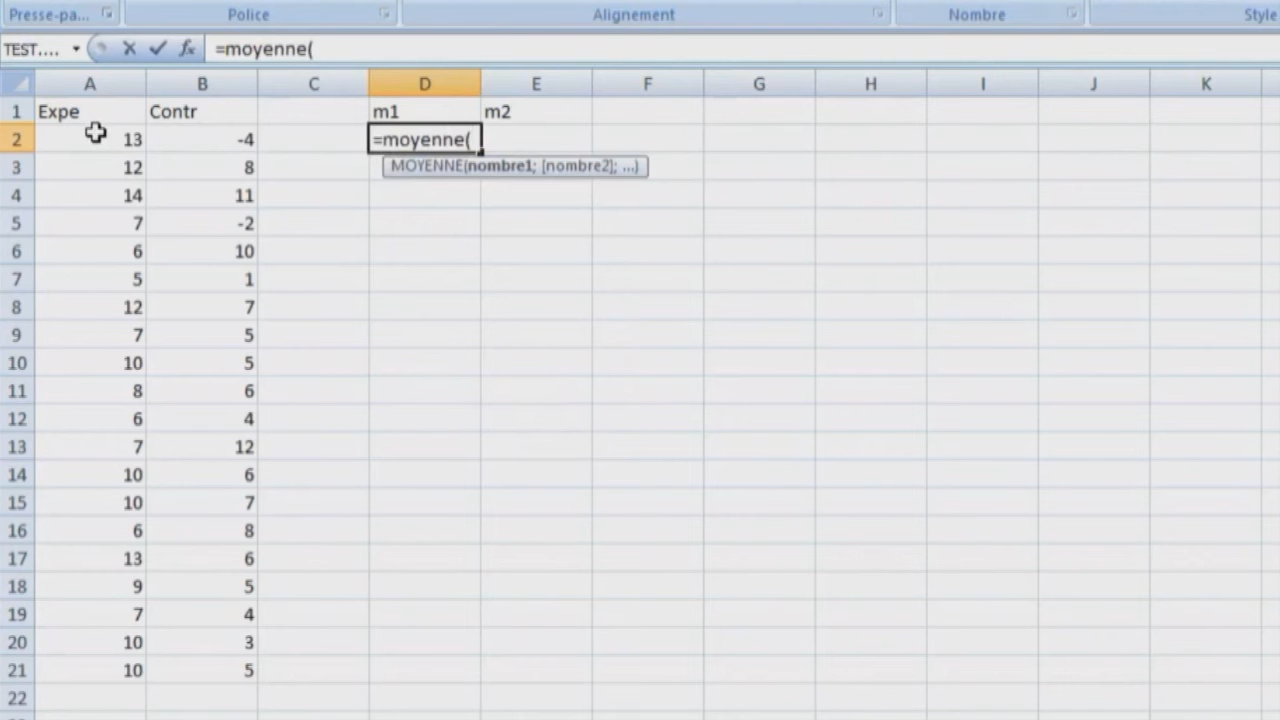 Presse-pa... Police Alignement Nombre Style
TEST.... fx =moyenne(
A B C D E F G H I J K
1 Expe Contr m1 m2
2 13 -4 =moyenne(
3 12 8 MOYENNE(nombre1; [nombre2]; ...)
4 14 11
5 7 -2
6 6 10
7 5 1
8 12 7
9 7 5
10 10 5
11 8 6
12 6 4
13 7 12
14 10 6
15 10 7
16 6 8
17 13 6
18 9 5
19 7 4
20 10 3
21 10 5
22